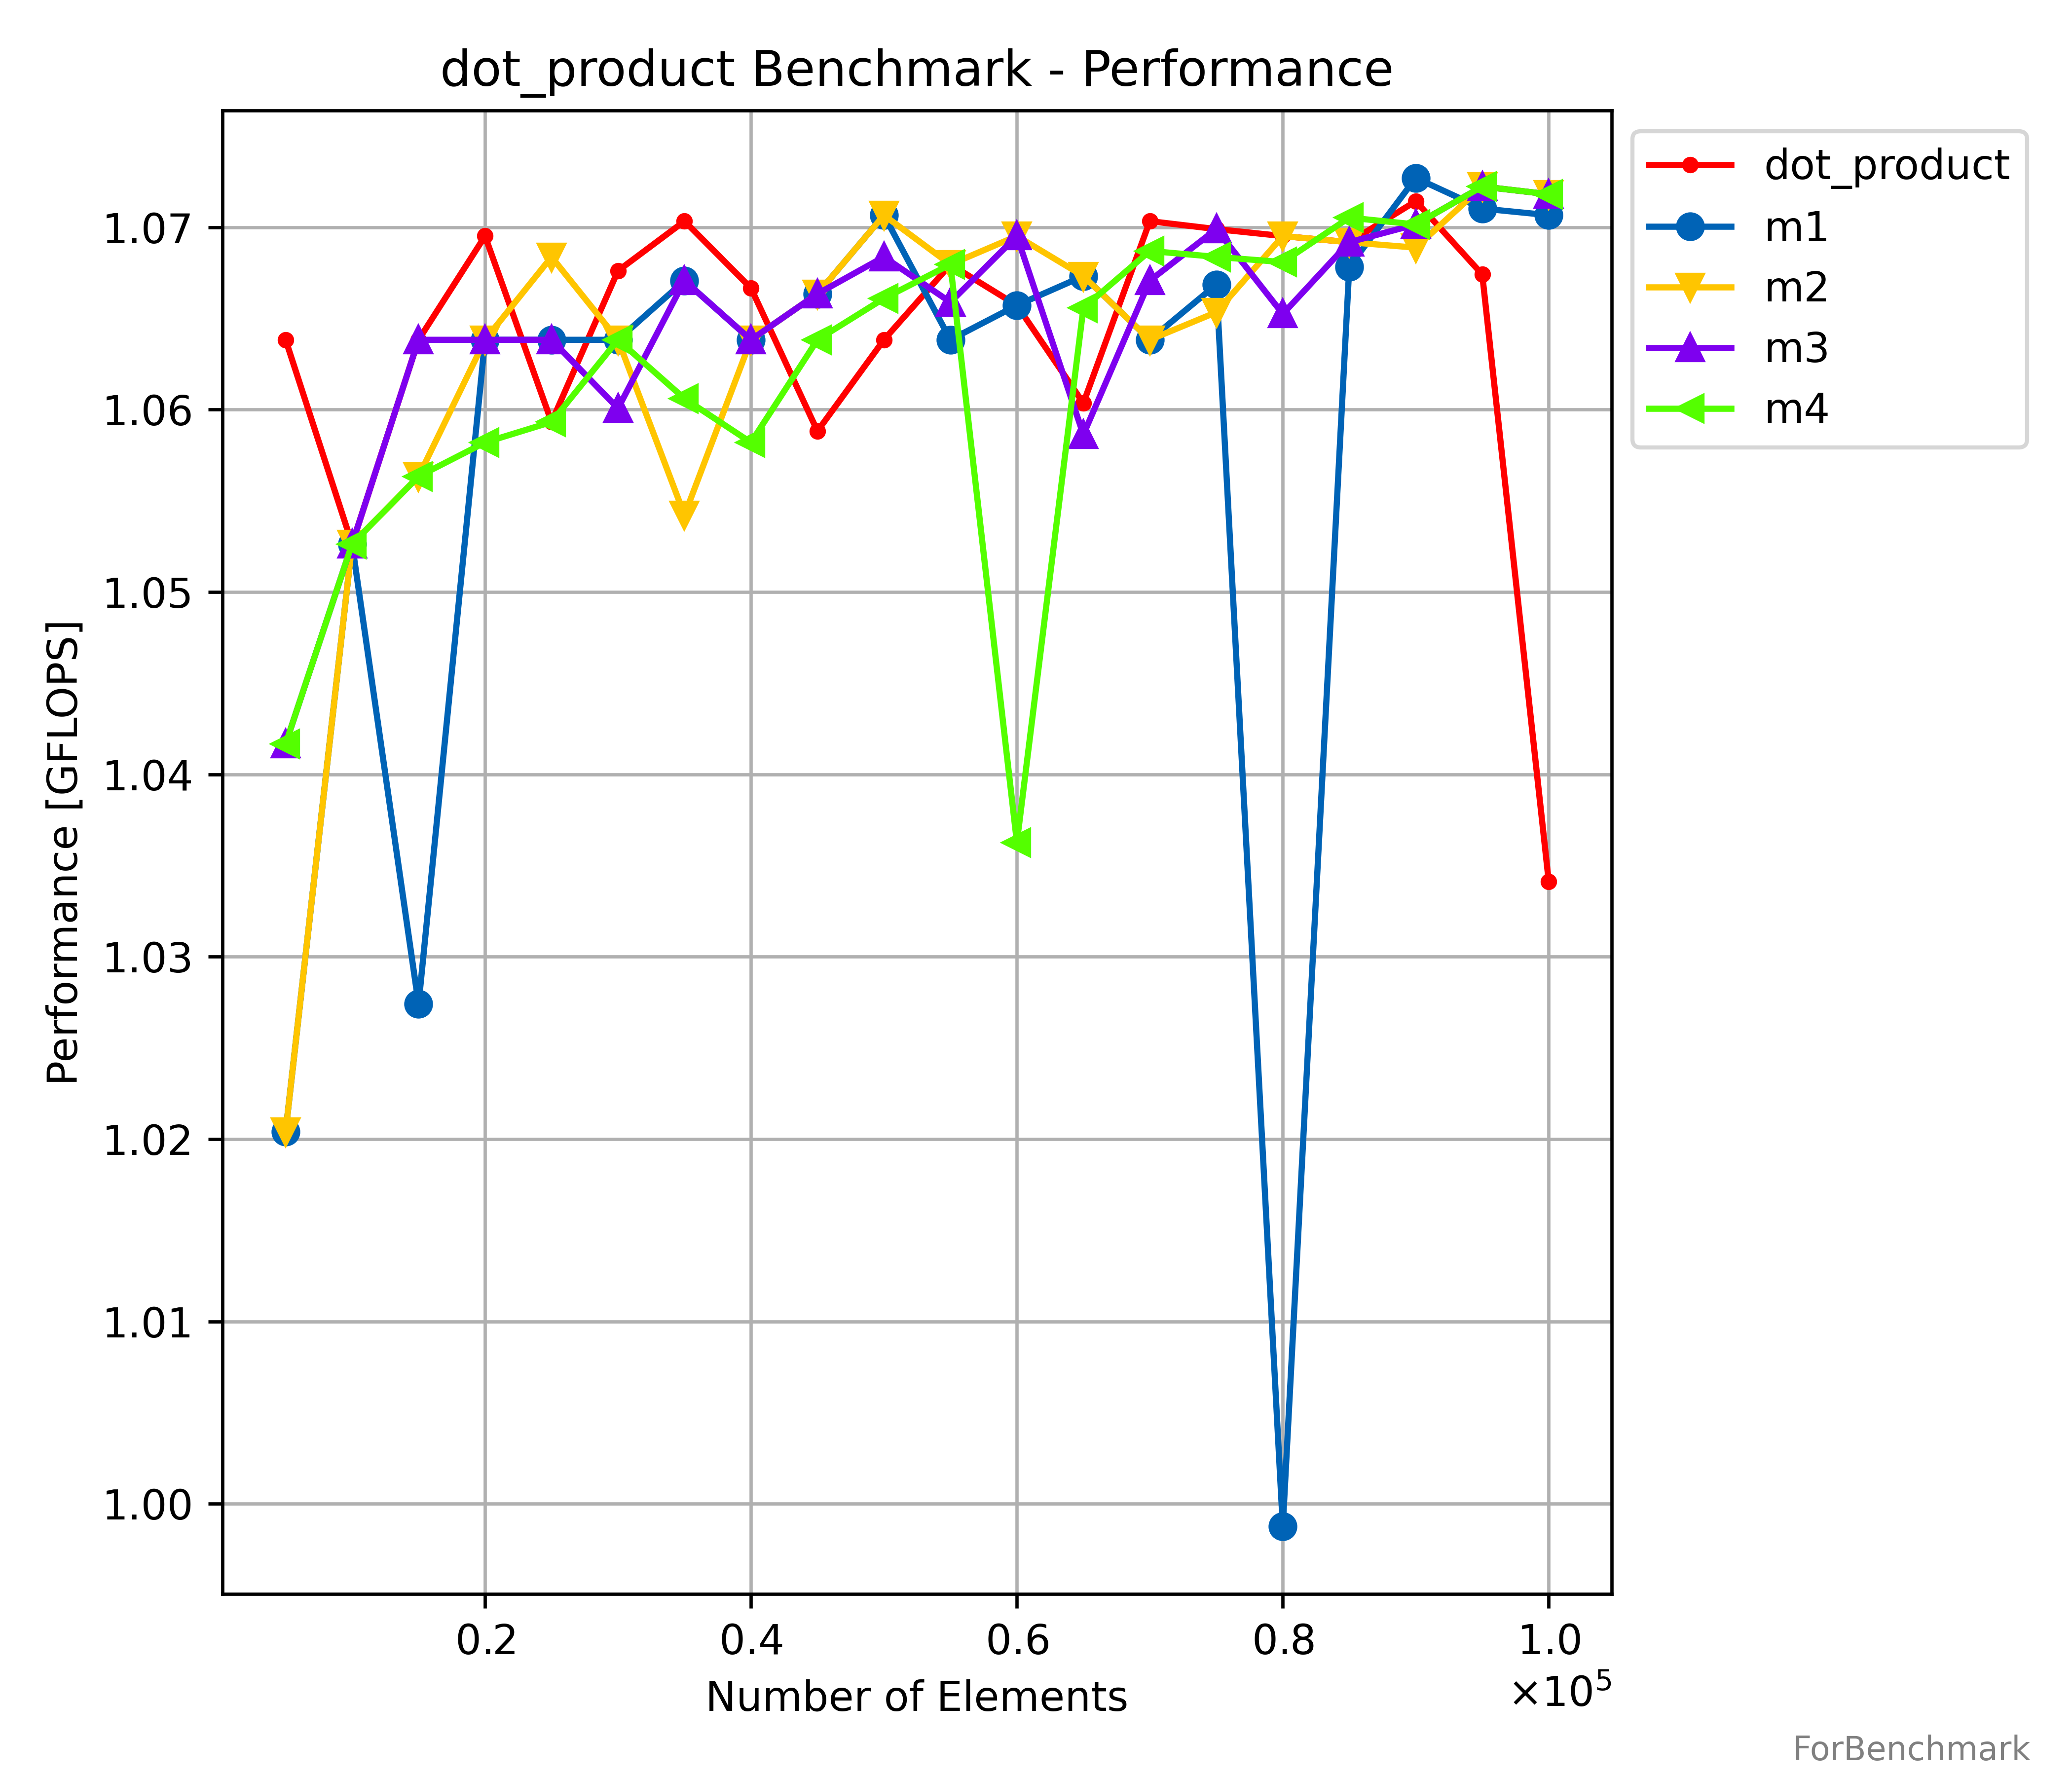 dot_product Benchmark - Performance
dot_product
m1
m2
m3
m4
Performance [GFLOPS]
1.07
1.06
1.05
1.04
1.03
1.02
1.01
1.00
0.2 0.4 0.6 0.8 1.0
×10⁵
Number of Elements
ForBenchmark